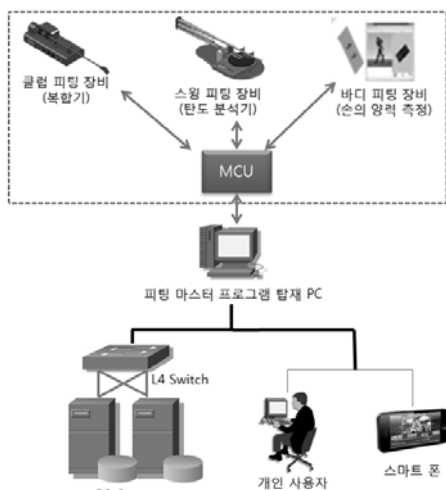 클럽 피팅 장비
(복합기)
스윙 피팅 장비
(탄도 분석기)
바디 피팅 장비
(손의 양력 측정)
MCU
피팅 마스터 프로그램 탑재 PC
L4 Switch
개인 사용자
스마트 폰